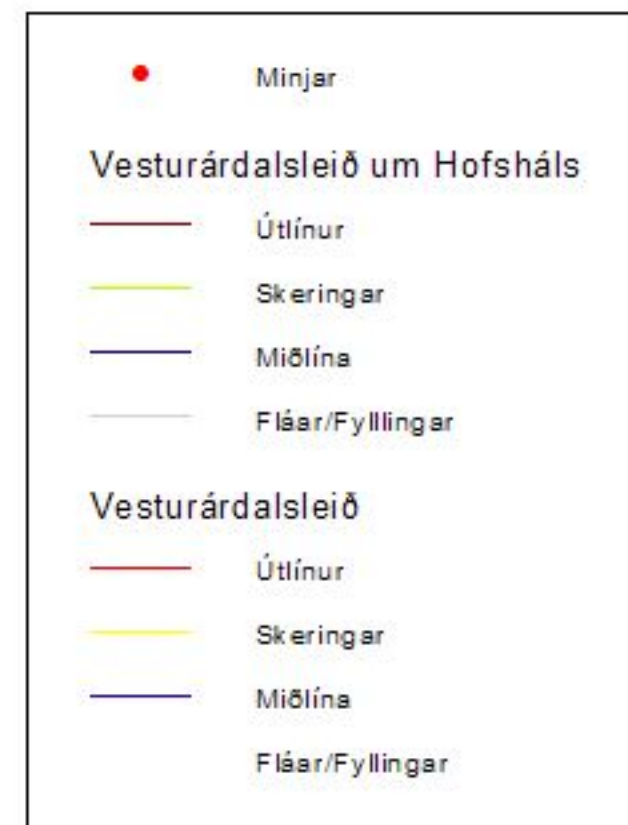 Minjar
Vesturárdalsleið um Hofsháls
Útlínur
Skeringar
Miðlína
Fláar/Fylllingar
Vesturárdalsleið
Útlínur
Skeringar
Miðlína
Fláar/Fyllingar